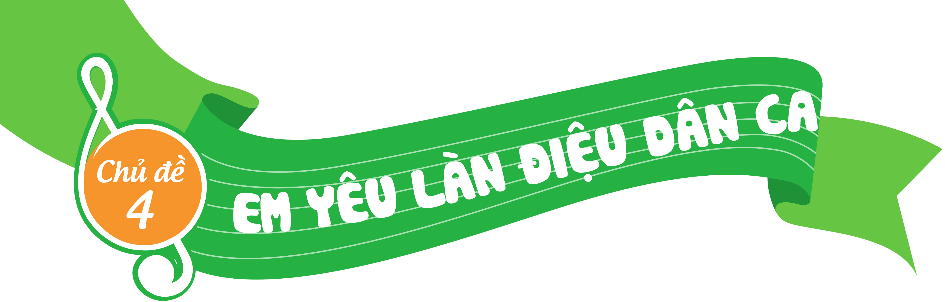 Chủ đề
4
EM YÊU LÀN ĐIỆU DÂN CA